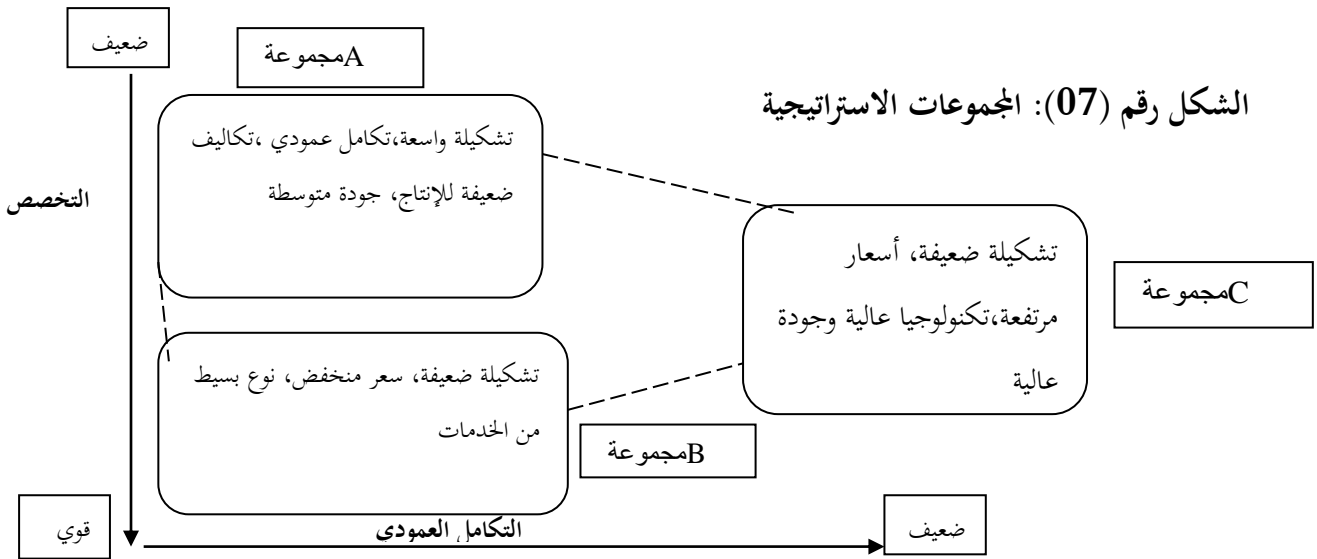 ضعيف
مجموعةA
الشكل رقم (07): المجموعات الاستراتيجية
تشكيلة واسعة،تكامل عمودي ،تكاليف
ضعيفة للإنتاج، جودة متوسطة
التخصص
تشكيلة ضعيفة، أسعار
مرتفعة،تكنولوجيا عالية وجودة
عالية
مجموعةC
تشكيلة ضعيفة، سعر منخفض، نوع بسيط
من الخدمات
مجموعةB
قوي
التكامل العمودي
ضعيف